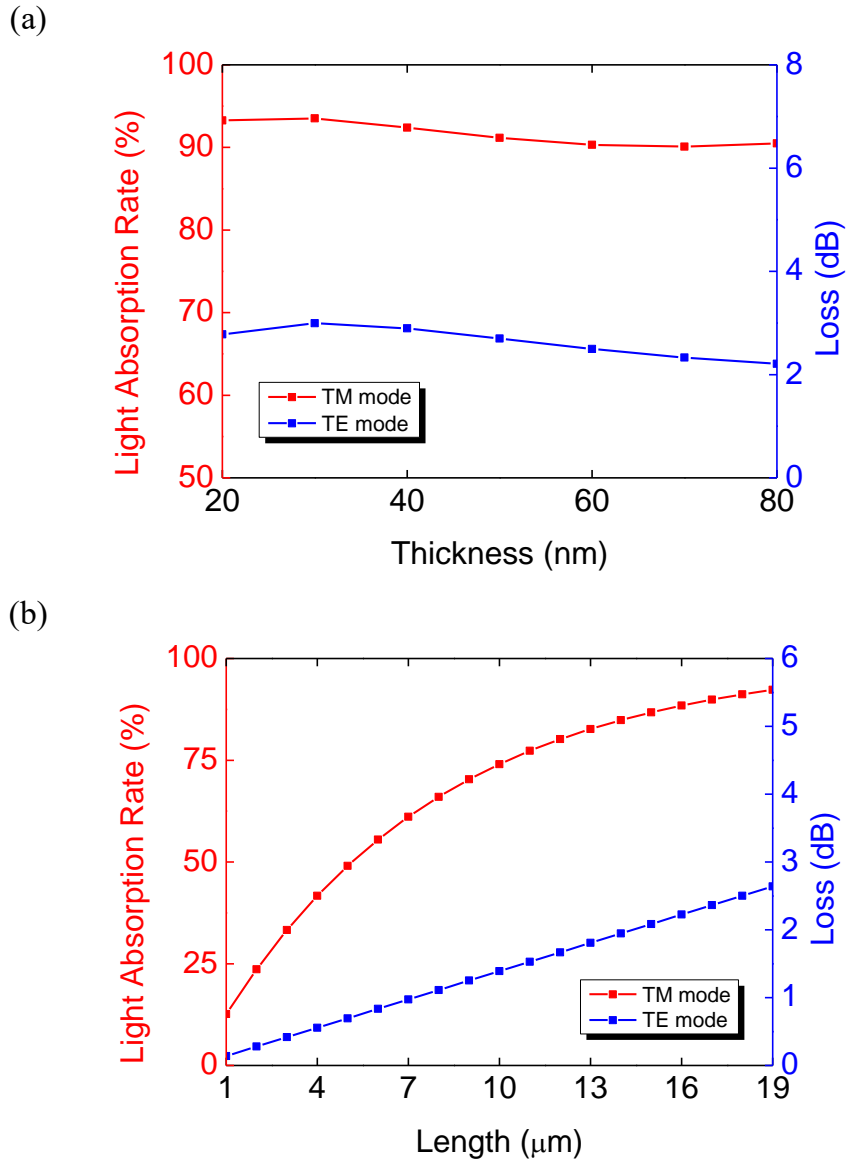 (a)
100
90
80
70
60
50
Light Absorption Rate (%)
8
6
4
2
0
Loss (dB)
TM mode
TE mode
20 40 60 80
Thickness (nm)
(b)
100
75
50
25
0
Light Absorption Rate (%)
6
5
4
3
2
1
0
Loss (dB)
TM mode
TE mode
1 4 7 10 13 16 19
Length (μm)